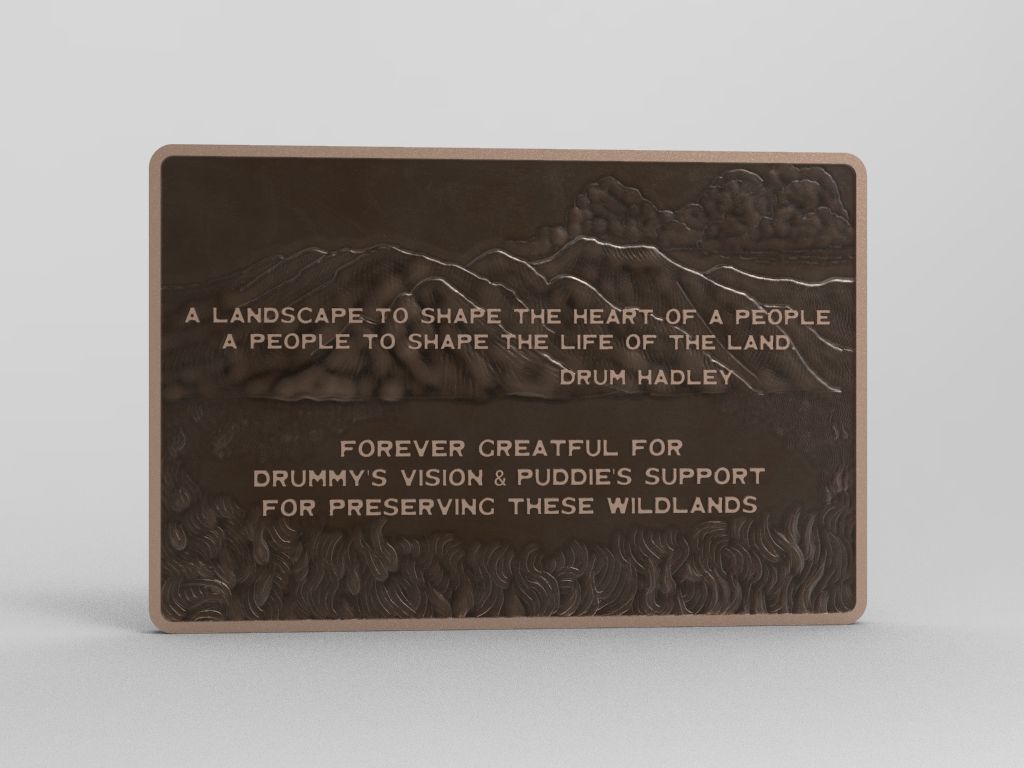 A LANDSCAPE TO SHAPE THE HEART OF A PEOPLE
A PEOPLE TO SHAPE THE LIFE OF THE LAND.
DRUM HADLEY
FOREVER GREATFUL FOR
DRUMMY'S VISION & PUDDIE'S SUPPORT
FOR PRESERVING THESE WILDLANDS